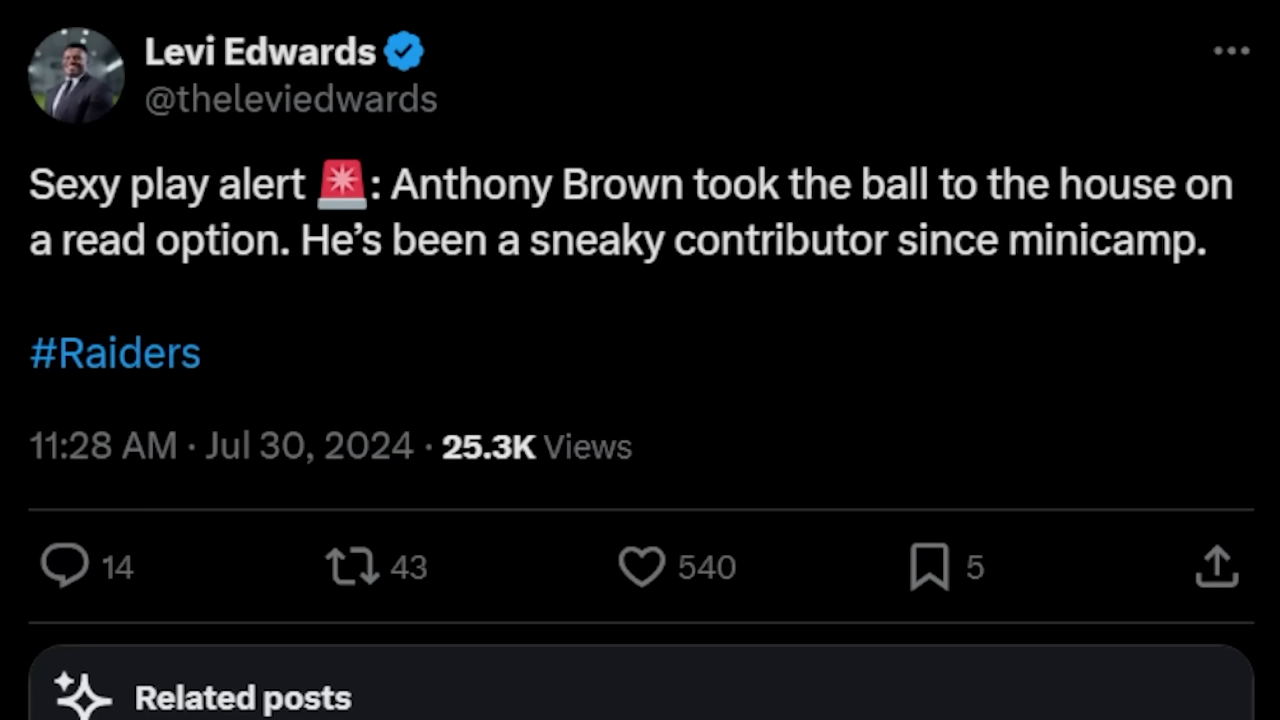 Levi Edwards
@theleviedwards
Sexy play alert 🚨: Anthony Brown took the ball to the house on
a read option. He’s been a sneaky contributor since minicamp.
#Raiders
11:28 AM · Jul 30, 2024 · 25.3K Views
14 43 540 5
Related posts